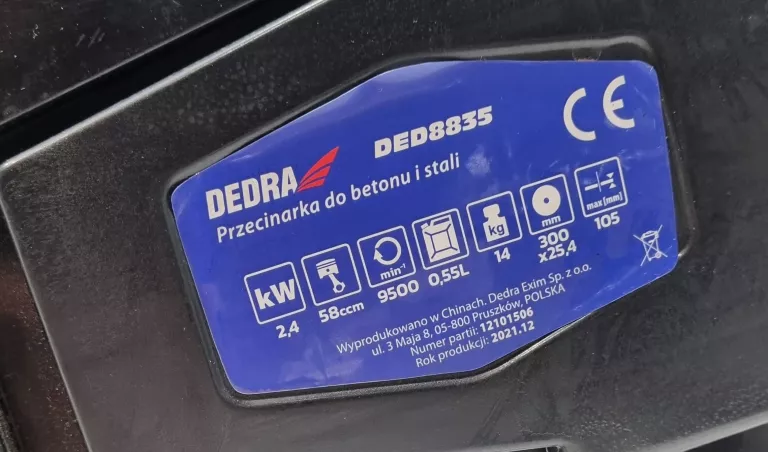 DEDRA
DED8835
CE
Przecinarka do betonu i stali
kW
min⁻¹
kg
mm
max [mm]
2,4
58ccm
9500
0,55L
14
300
x25,4
105
Wyprodukowano w Chinach. Dedra Exim Sp. z o.o.
ul. 3 Maja 8, 05-800 Pruszków, POLSKA
Numer partii: 12101506
Rok produkcji: 2021.12